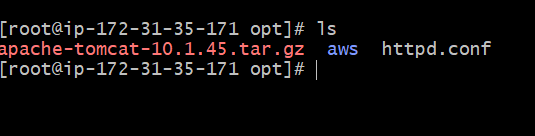 [root@ip-172-31-35-171 opt]# ls
apache-tomcat-10.1.45.tar.gz  aws  httpd.conf
[root@ip-172-31-35-171 opt]#